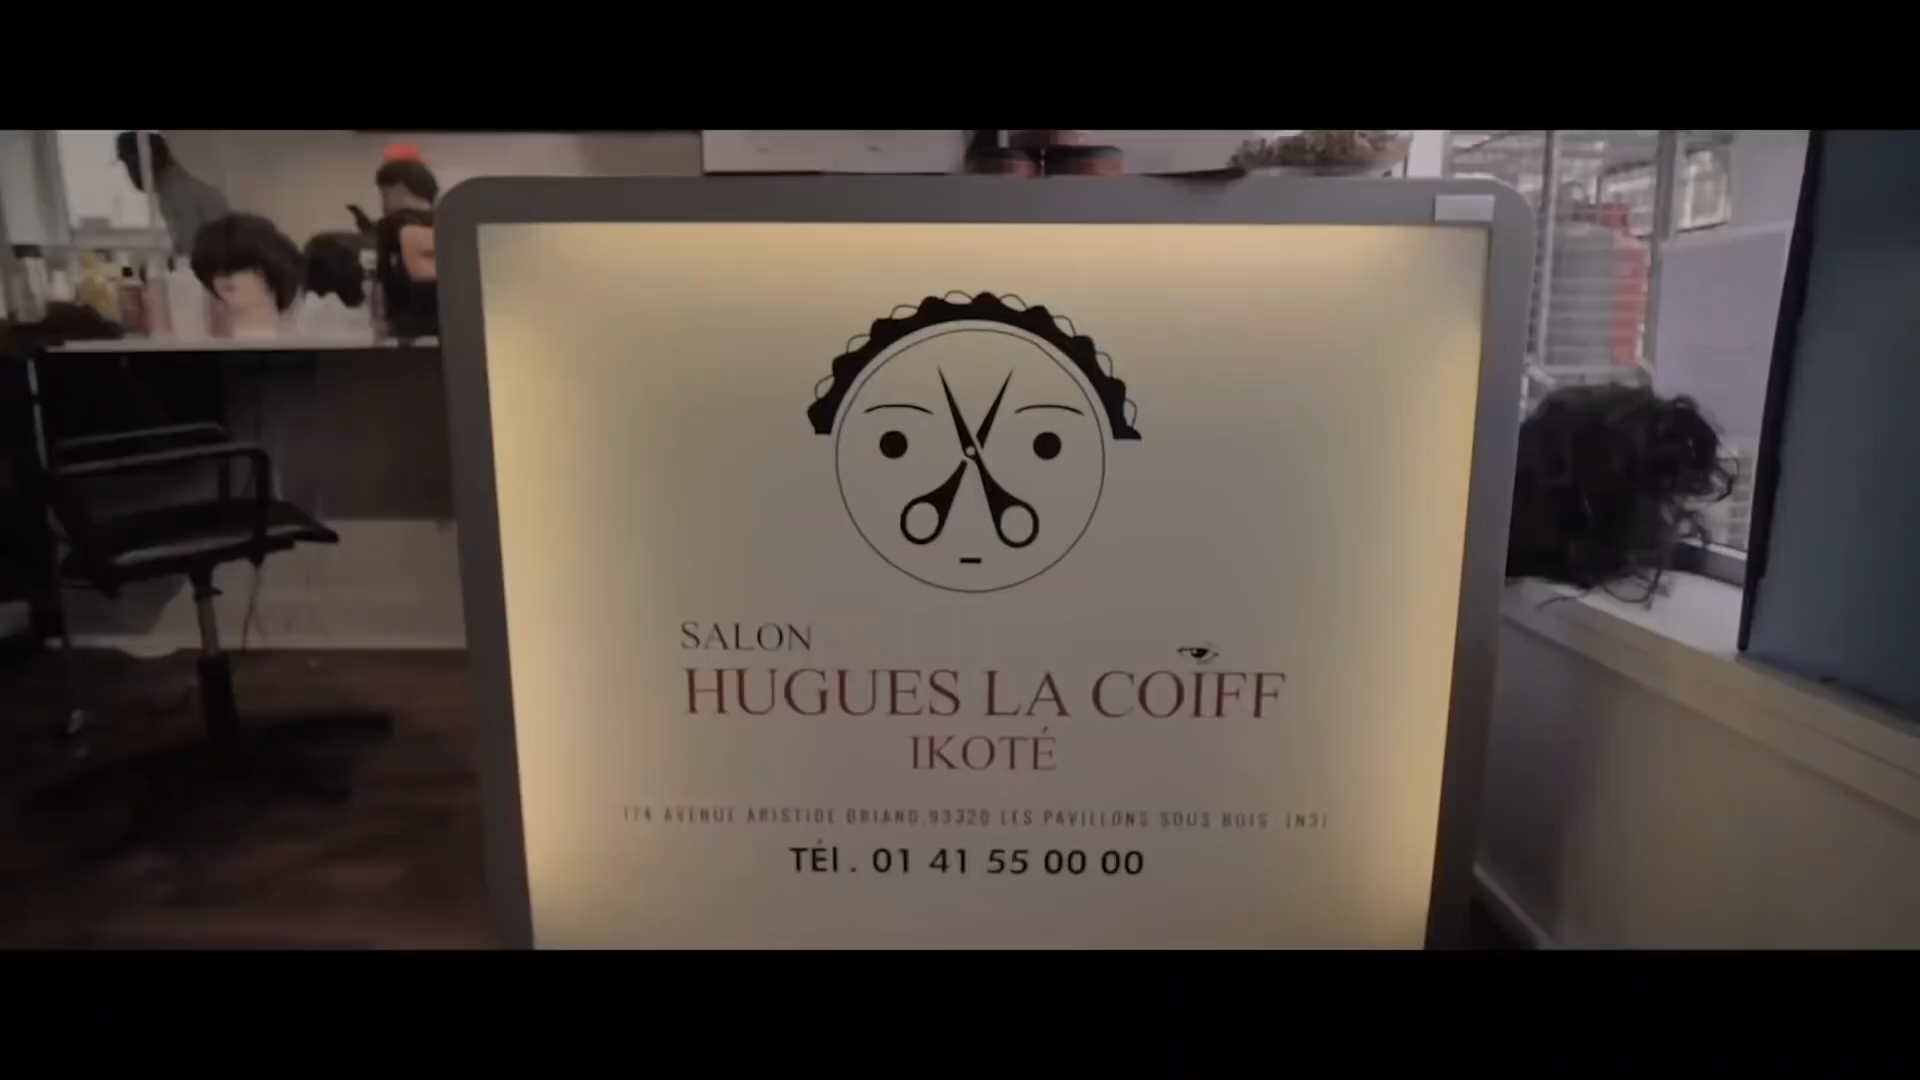 SALON
HUGUES LA COIFF
IKOTÉ
174 AVENUE ARISTIDE BRIAND.93320 LES PAVILLONS SOUS BOIS (N3)
TÉl. 01 41 55 00 00